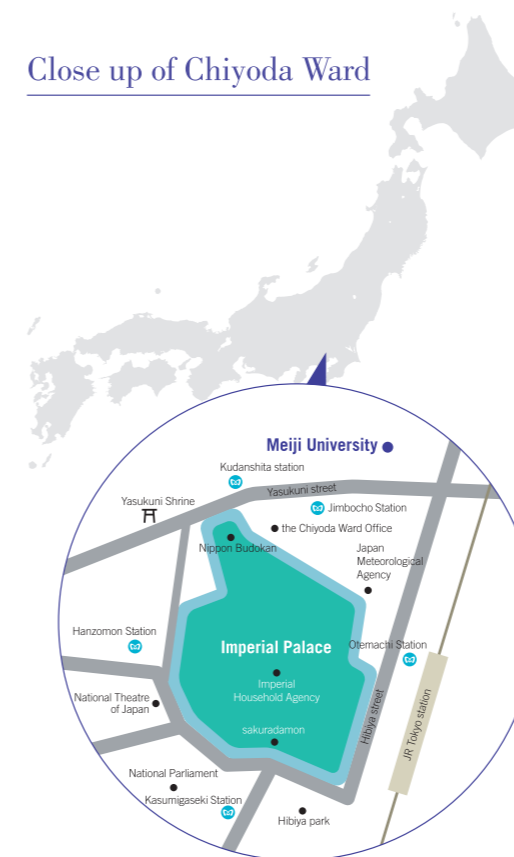 Close up of Chiyoda Ward
Meiji University
Kudanshita station
Yasukuni street
Yasukuni Shrine
Jimbocho Station
the Chiyoda Ward Office
Nippon Budokan
Japan
Meteorological
Agency
Hanzomon Station
Imperial Palace
Otemachi Station
Imperial
Household Agency
National Theatre
of Japan
sakuradamon
Hibiya street
JR Tokyo station
National Parliament
Kasumigaseki Station
Hibiya park